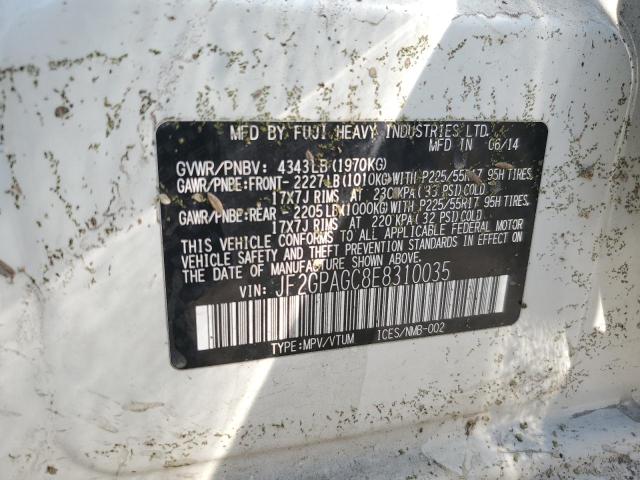 MFD BY FUJI HEAVY INDUSTRIES LTD.
MFD IN 06/14
GVWR/PNBV: 4343LB(1970KG)
GAWR/PNBE:FRONT-2227LB(1010KG)WITH P225/55R17 95H TIRES
17X7J RIMS AT 230 KPA(33 PSI)COLD
GAWR/PNBE:REAR -2205LB(1000KG)WITH P225/55R17 95H TIRES
17X7J RIMS AT 220 KPA(32 PSI)COLD
THIS VEHICLE CONFORMS TO ALL APPLICABLE FEDERAL MOTOR
VEHICLE SAFETY AND THEFT PREVENTION STANDARDS IN EFFECT
ON THE DATE OF MANUFACTURE SHOWN ABOVE.
VIN: JF2GPAGC8E8310035
TYPE:MPV/VTUM ICES/NMB-002